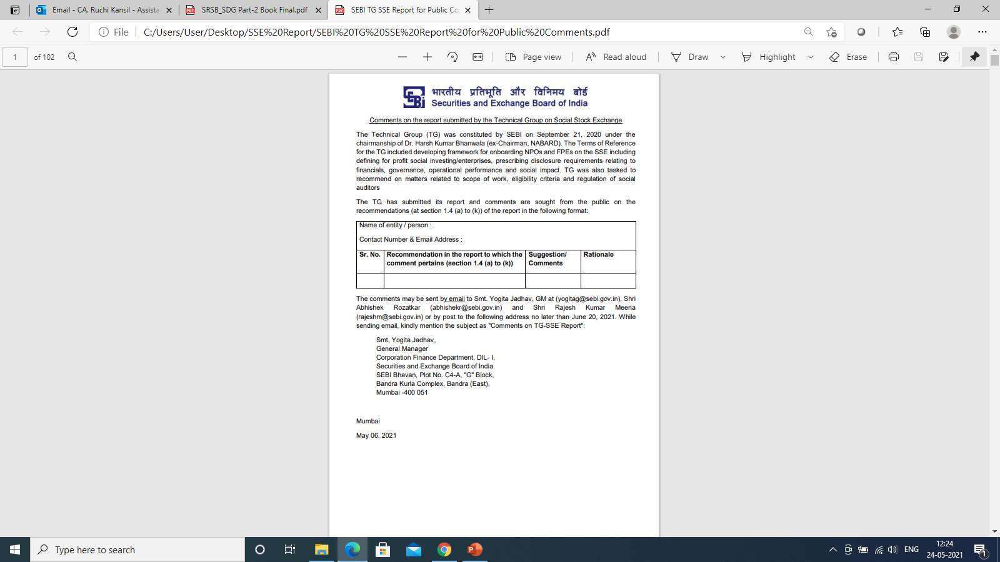 Email - CA. Ruchi Kansil - Assista
SRSB_SDG Part-2 Book Final.pdf
SEBI TG SSE Report for Public Co
File
C:/Users/User/Desktop/SSE%20Report/SEBI%20TG%20SSE%20Report%20for%20Public%20Comments.pdf
1 of 102
Page view
Read aloud
Draw
Highlight
Erase
भारतीय प्रतिभूति और विनिमय बोर्ड
Securities and Exchange Board of India
Comments on the report submitted by the Technical Group on Social Stock Exchange
The Technical Group (TG) was constituted by SEBI on September 21, 2020 under the
chairmanship of Dr. Harsh Kumar Bhanwala (ex-Chairman, NABARD). The Terms of Reference
for the TG included developing framework for onboarding NPOs and FPEs on the SSE including
defining for profit social investing/enterprises, prescribing disclosure requirements relating to
financials, governance, operational performance and social impact. TG was also tasked to
recommend on matters related to scope of work, eligibility criteria and regulation of social
auditors
The TG has submitted its report and comments are sought from the public on the
recommendations (at section 1.4 (a) to (k)) of the report in the following format:
Name of entity / person :
Contact Number & Email Address :
Sr. No.
Recommendation in the report to which the
comment pertains (section 1.4 (a) to (k))
Suggestion/
Comments
Rationale
The comments may be sent by email to Smt. Yogita Jadhav, GM at (yogitag@sebi.gov.in), Shri
Abhishek Rozatkar (abhishekr@sebi.gov.in) and Shri Rajesh Kumar Meena
(rajeshm@sebi.gov.in) or by post to the following address no later than June 20, 2021. While
sending email, kindly mention the subject as "Comments on TG-SSE Report":
Smt. Yogita Jadhav,
General Manager
Corporation Finance Department, DIL- I,
Securities and Exchange Board of India
SEBI Bhavan, Plot No. C4-A, "G" Block,
Bandra Kurla Complex, Bandra (East),
Mumbai -400 051
Mumbai
May 06, 2021
Type here to search
ENG
12:24
24-05-2021
1